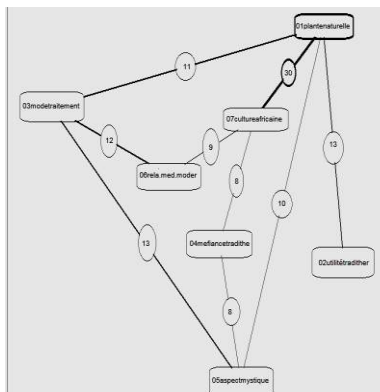 01plantenaturelle
11
30
03modetraitement
07cultureafricaine
12
9
13
06rela.med.moder
8
10
04mefiancetradithe
02utilitétradither
13
8
05aspectmystique